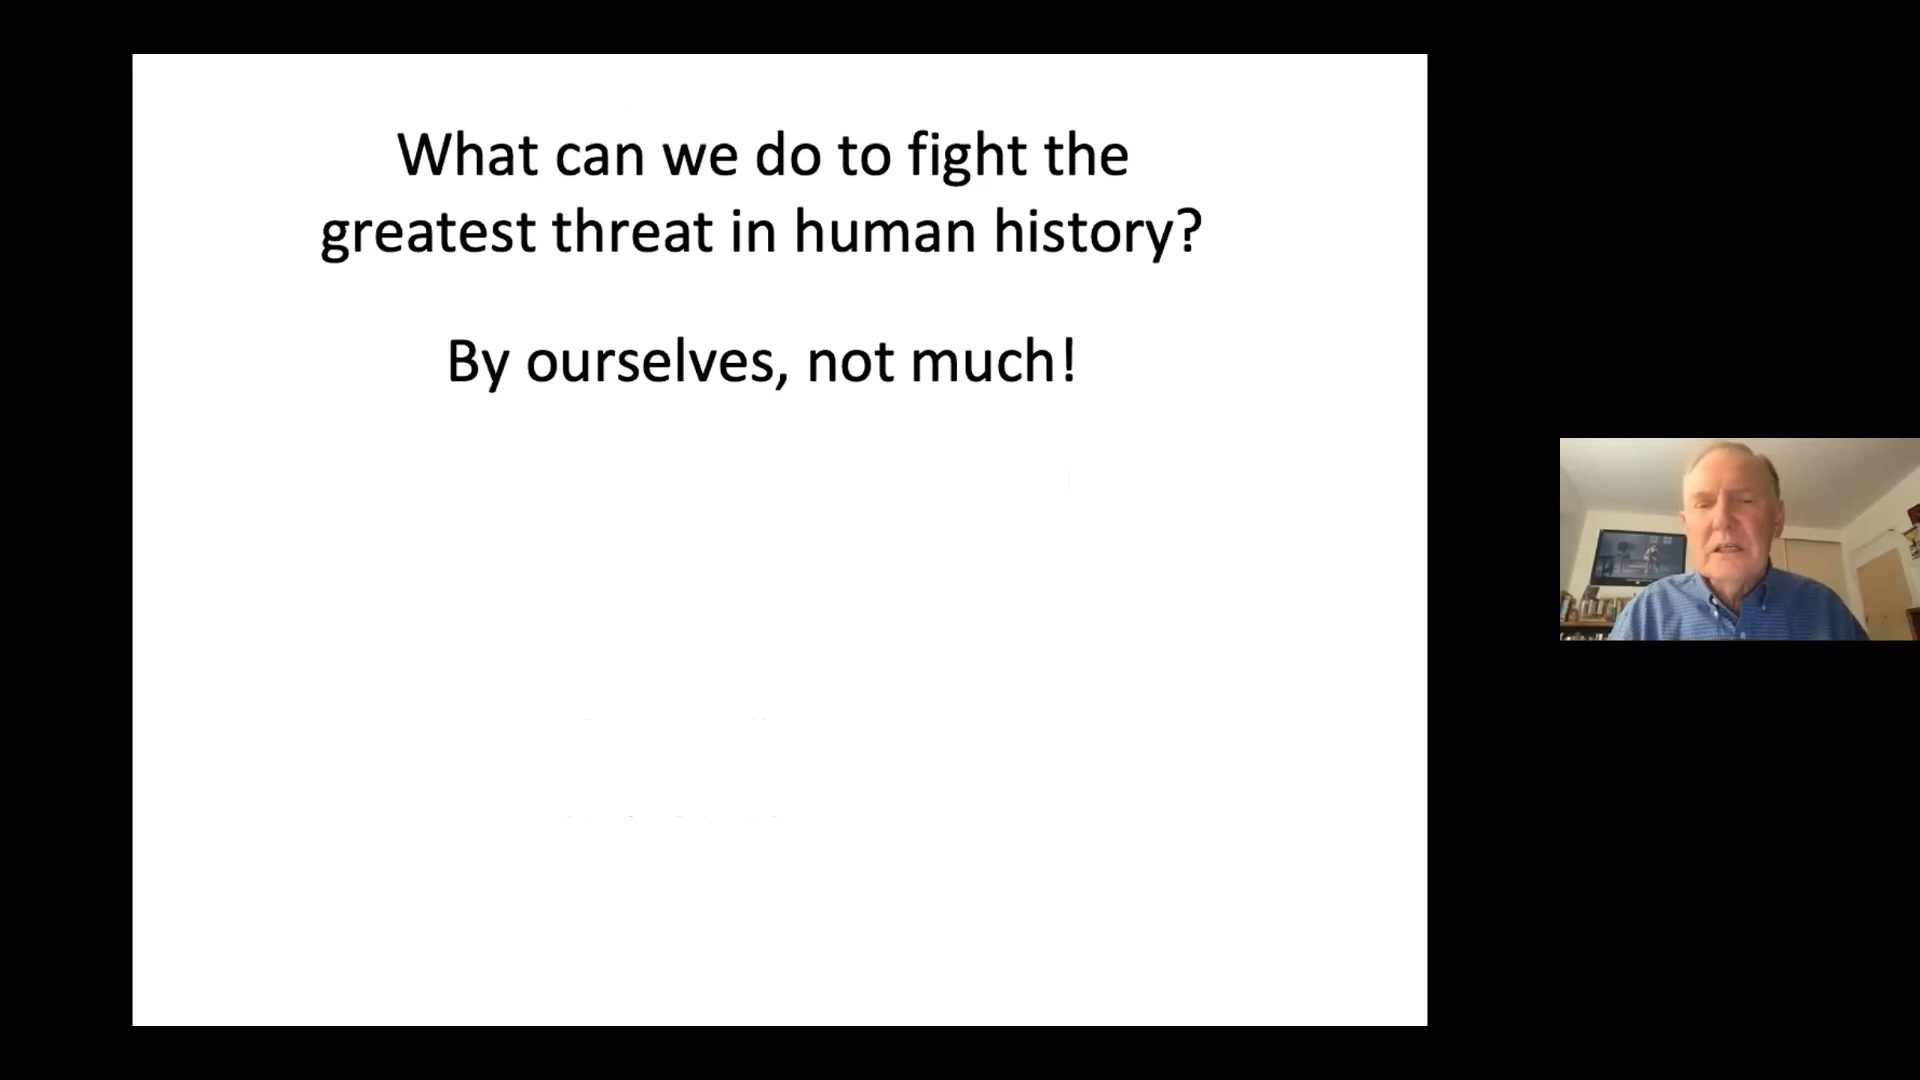 What can we do to fight the
greatest threat in human history?
By ourselves, not much!